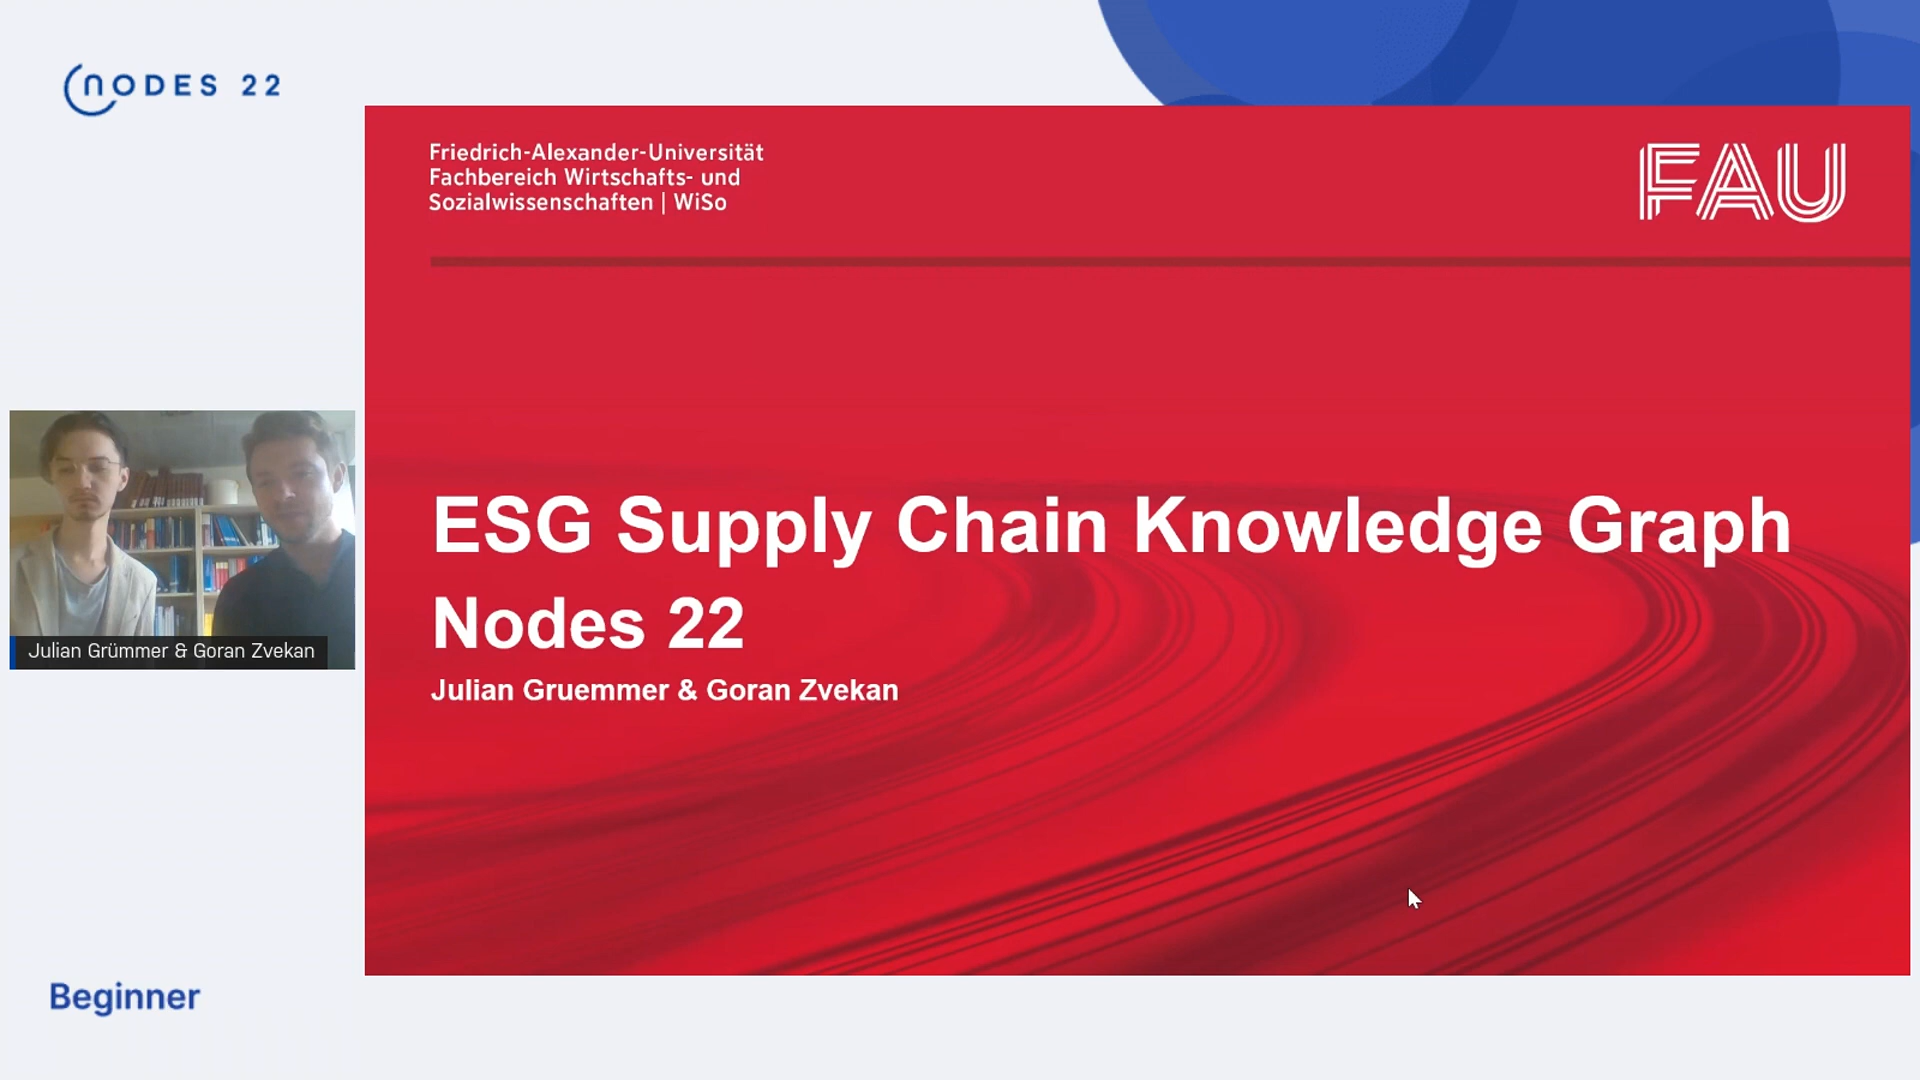 NODES 22
Friedrich-Alexander-Universität
Fachbereich Wirtschafts- und
Sozialwissenschaften | WiSo
FAU
ESG Supply Chain Knowledge Graph
Nodes 22
Julian Gruemmer & Goran Zvekan
Julian Grümmer & Goran Zvekan
Beginner